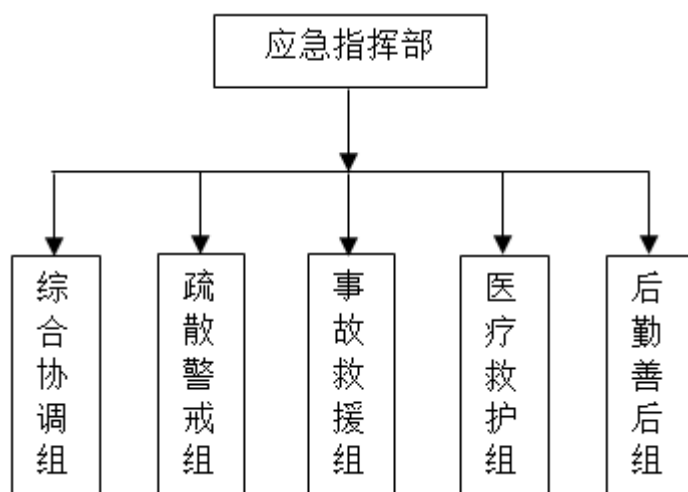 应急指挥部
综合协调组
疏散警戒组
事故救援组
医疗救护组
后勤善后组